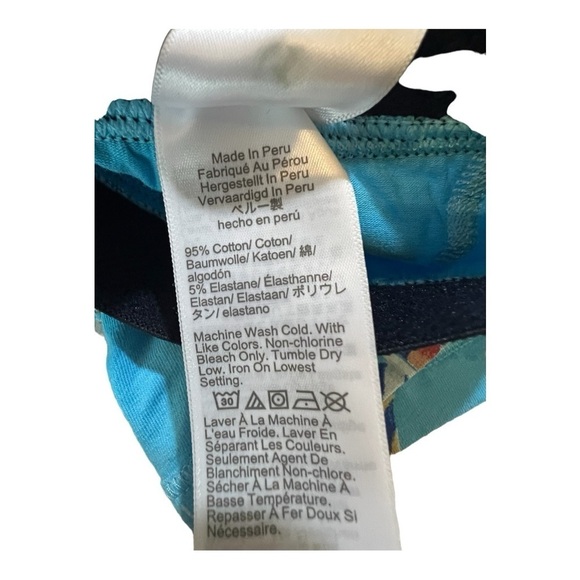 Made In Peru
Fabriqué Au Pérou
Hergestellt In Peru
Vervaardigd In Peru
ペルー製
hecho en perú
95% Cotton/ Coton/
Baumwolle/ Katoen/ 綿/
algodón
5% Elastane/ Élasthanne/
Elastan/ Elastaan/ ポリウレ
タン/ elastano
Machine Wash Cold. With
Like Colors. Non-chlorine
Bleach Only. Tumble Dry
Low. Iron On Lowest
Setting.
30
Laver À La Machine À
L'eau Froide. Laver En
Séparant Les Couleurs.
Seulement Agent De
Blanchiment Non-chlore.
Sécher À La Machine À
Basse Température.
Repasser À Fer Doux Si
Nécessaire.